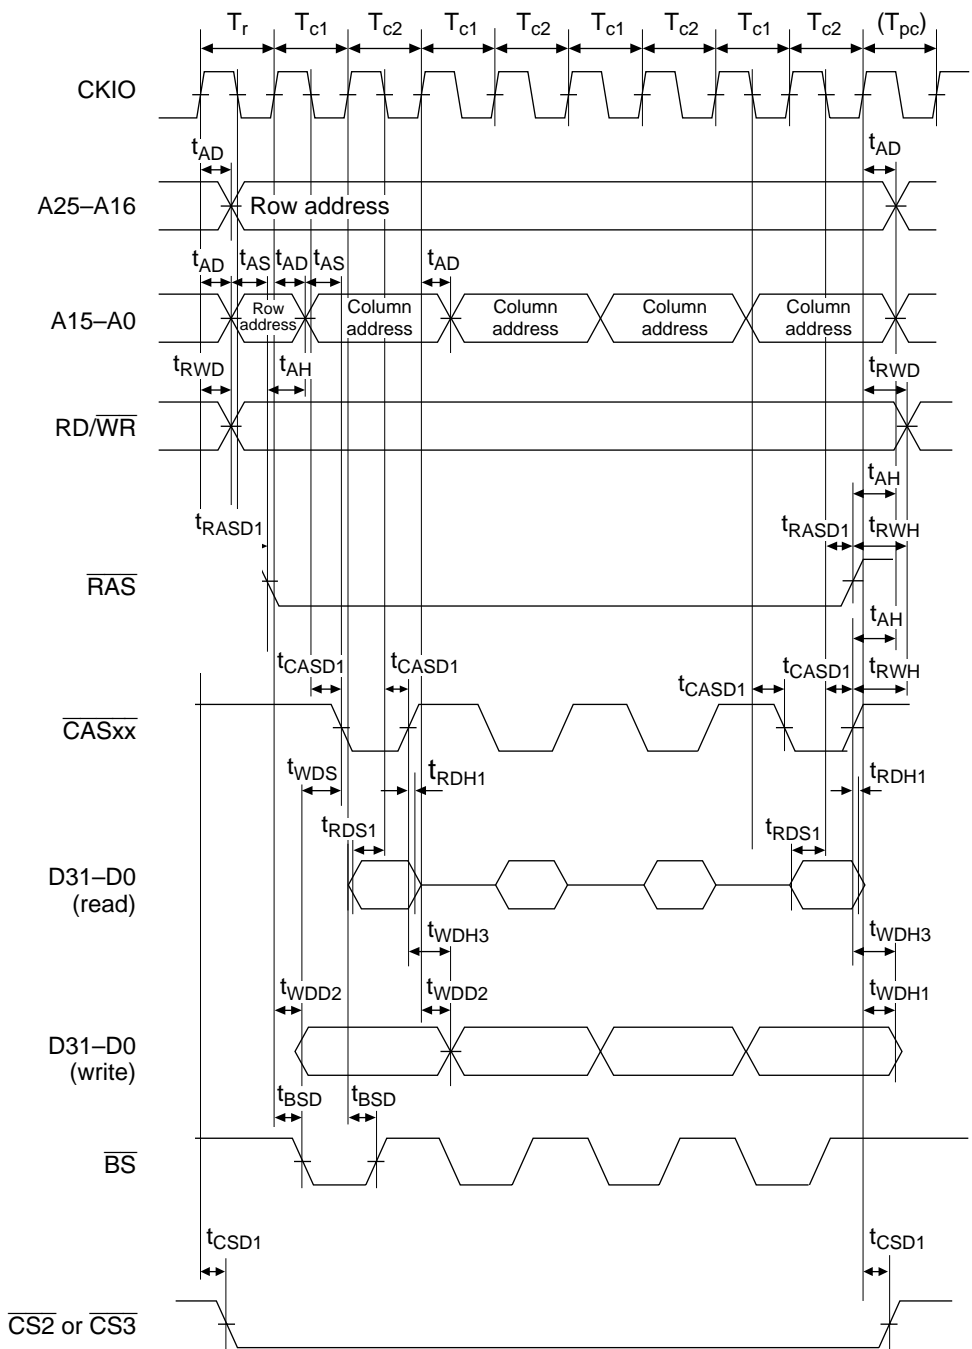 Tr Tc1 Tc2 Tc1 Tc2 Tc1 Tc2 Tc1 Tc2 (Tpc)
CKIO
tAD tAD
A25–A16 Row address
tAD tAS tAD tAS tAD
A15–A0 Row address Column address Column address Column address Column address
tRWD tAH tRWD
RD/WR
tAH
tRASD1 tRASD1 tRWH
RAS
tAH
tCASD1 tCASD1 tCASD1 tCASD1 tRWH
CASxx
tWDS tRDH1 tRDH1
tRDS1 tRDS1
D31–D0
(read)
tWDH3 tWDH3
tWDD2 tWDD2 tWDH1
D31–D0
(write)
tBSD tBSD
BS
tCSD1 tCSD1
CS2 or CS3